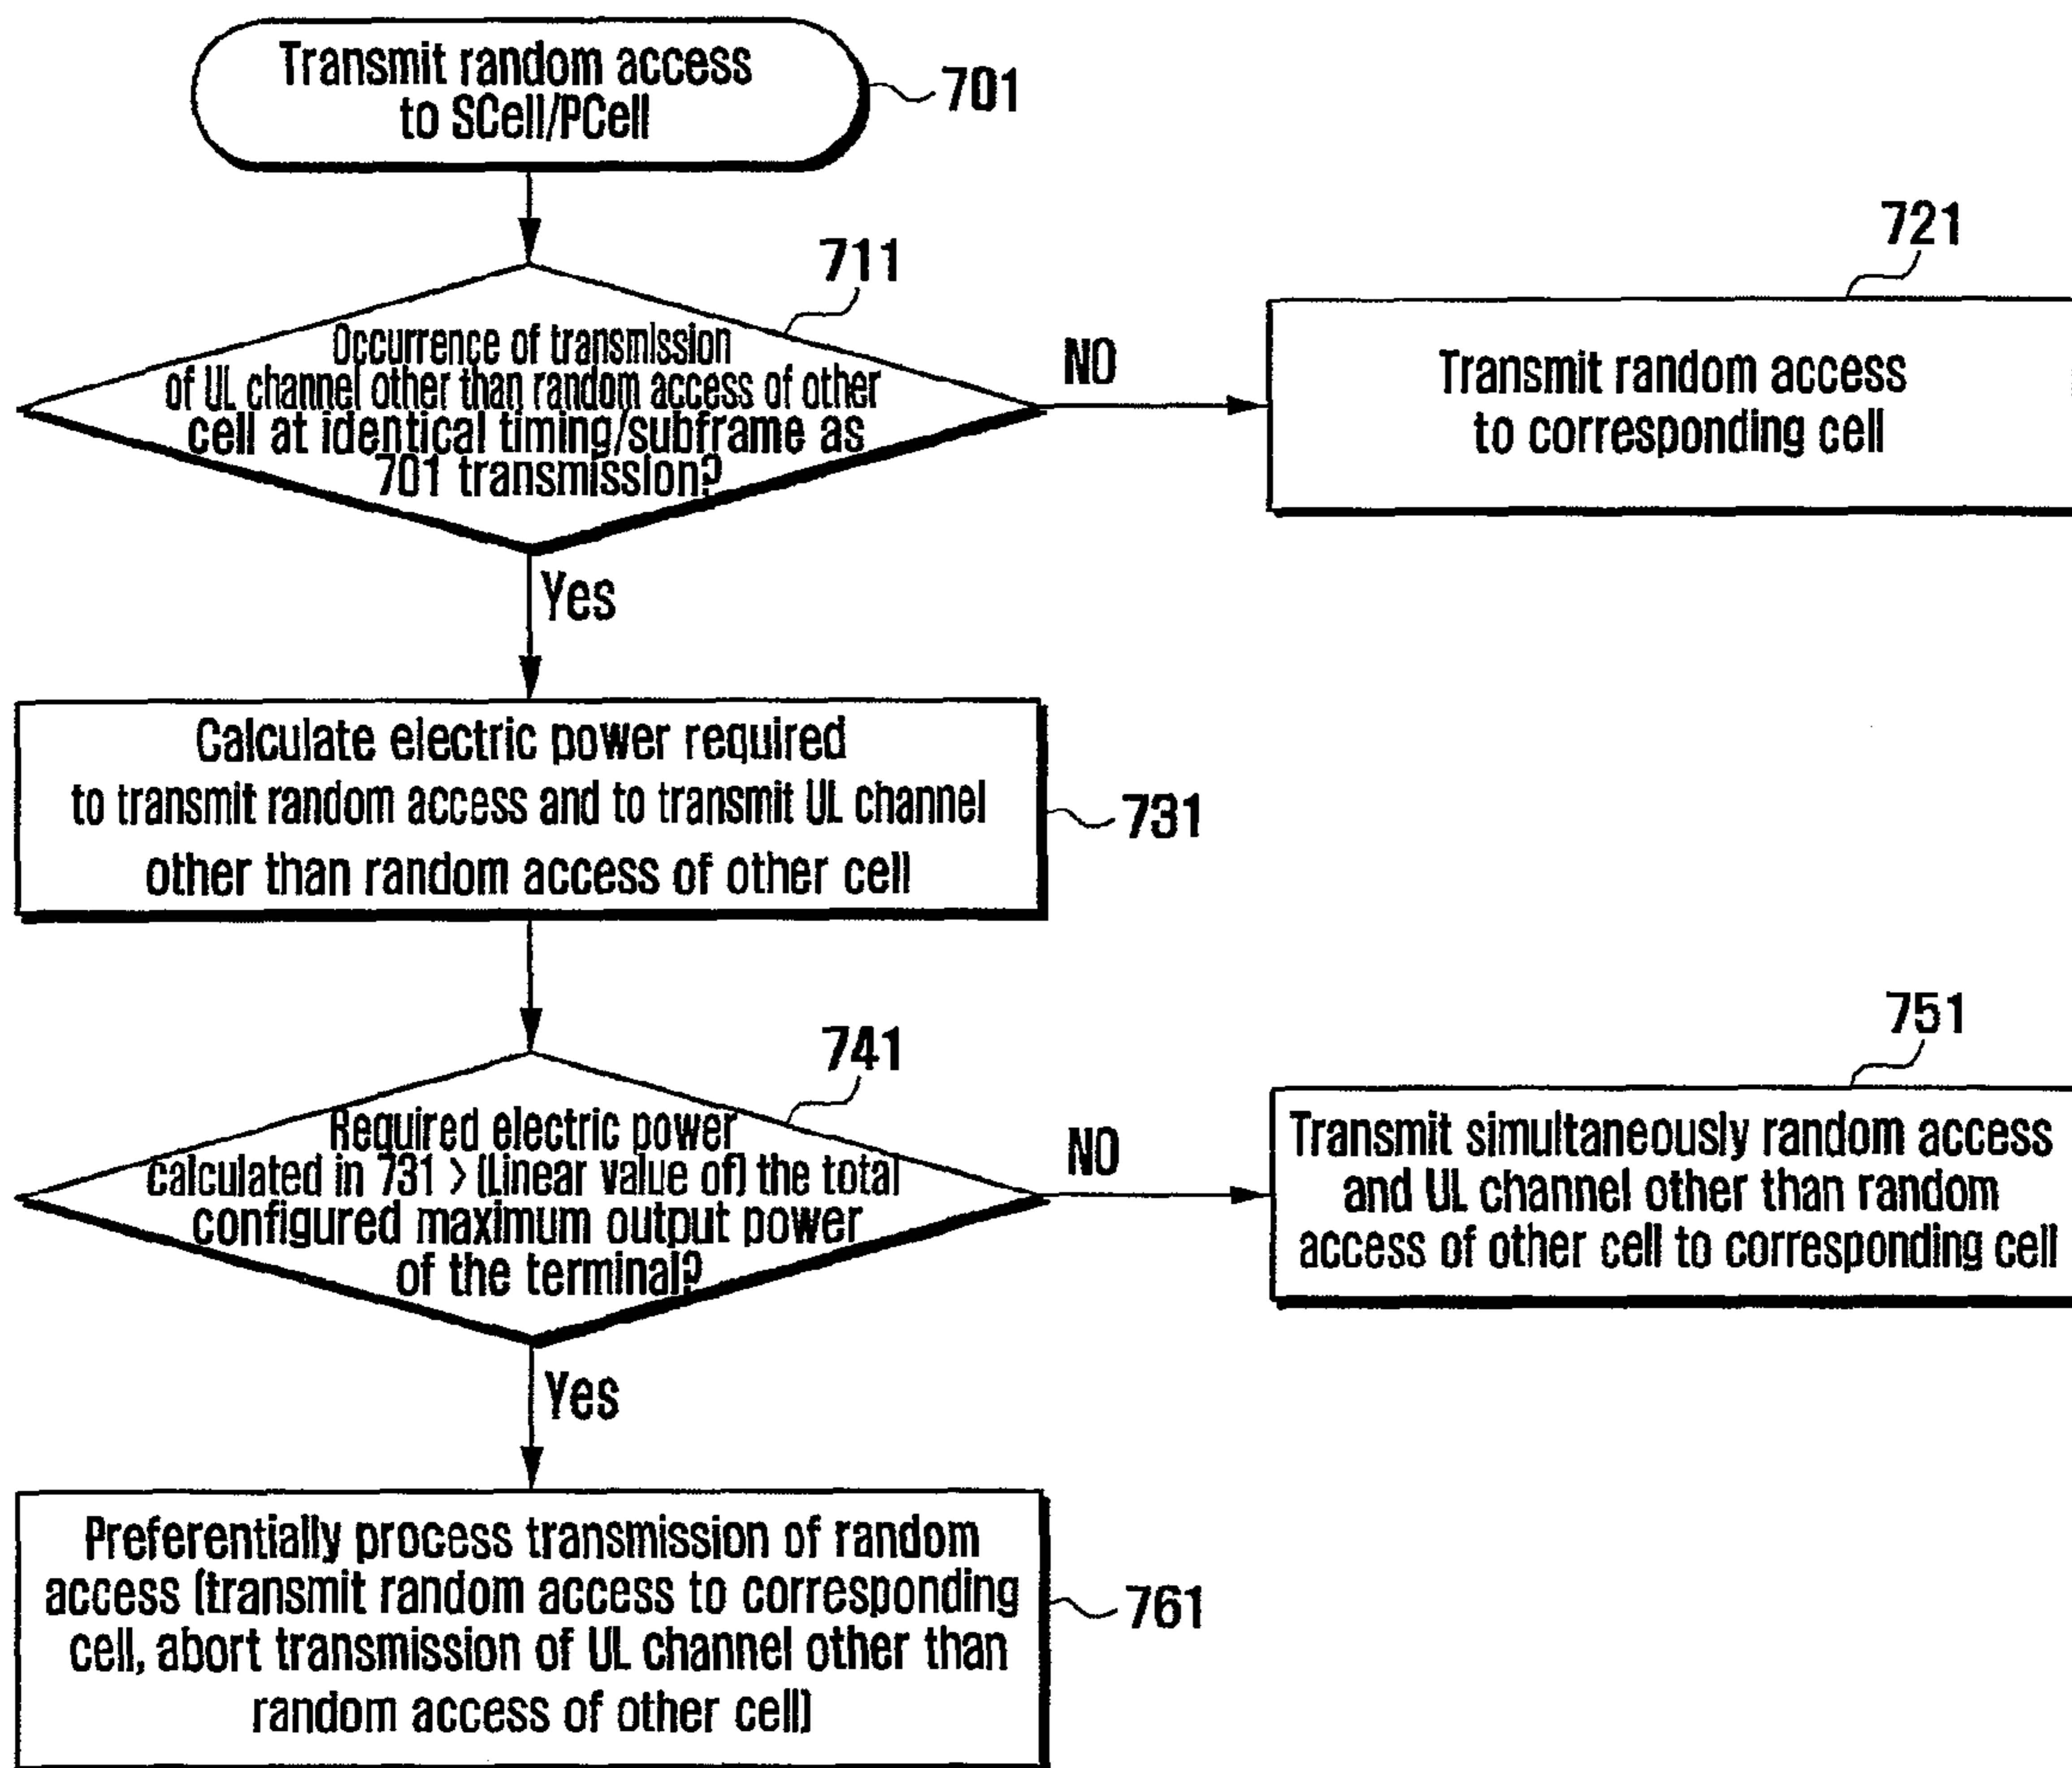 Transmit random access
to SCell/PCell
701
711
Occurrence of transmission
of UL channel other than random access of other
cell at identical timing/subframe as
701 transmission?
NO
721
Transmit random access
to corresponding cell
Yes
Calculate electric power required
to transmit random access and to transmit UL channel
other than random access of other cell
731
741
Required electric power
calculated in 731 > (Linear value of) the total
configured maximum output power
of the terminal?
NO
751
Transmit simultaneously random access
and UL channel other than random
access of other cell to corresponding cell
Yes
Preferentially process transmission of random
access (transmit random access to corresponding
cell, abort transmission of UL channel other than
random access of other cell)
761